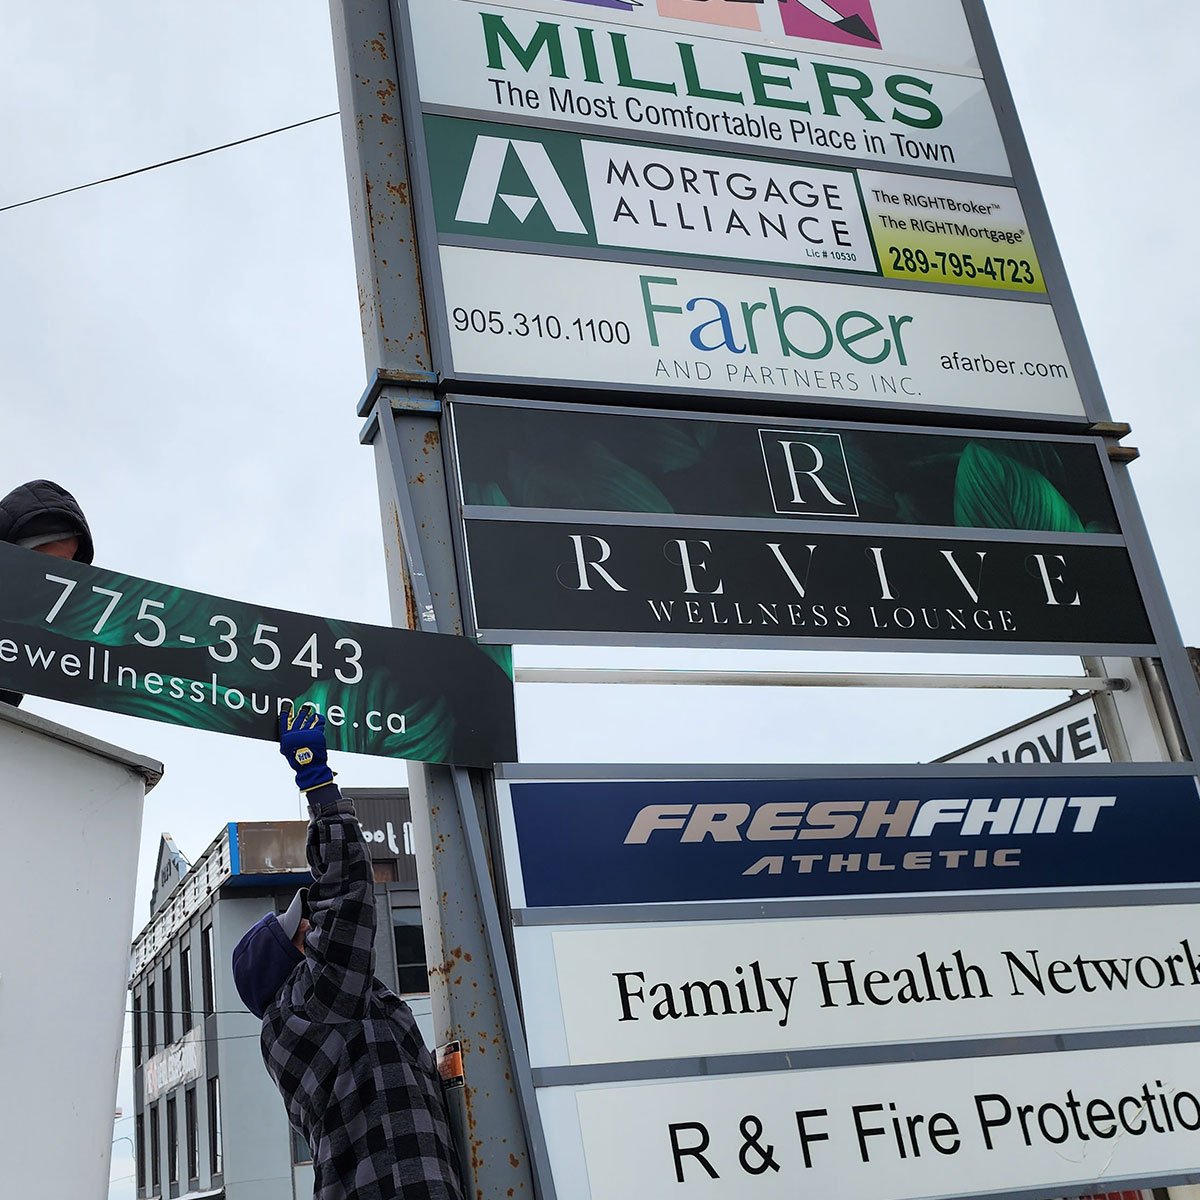 MILLERS
The Most Comfortable Place in Town
A MORTGAGE
ALLIANCE
Lic # 10530
The RIGHTBroker™
The RIGHTMortgage®
289-795-4723
905.310.1100
Farber
AND PARTNERS INC.
afarber.com
R
REVIVE
WELLNESS LOUNGE
775-3543
ewellnesslounge.ca
NOVE
FRESHFHIIT
ATHLETIC
Family Health Network
R & F Fire Protectio